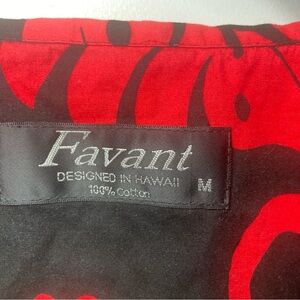 Favant
DESIGNED IN HAWAII M
100% Cotton